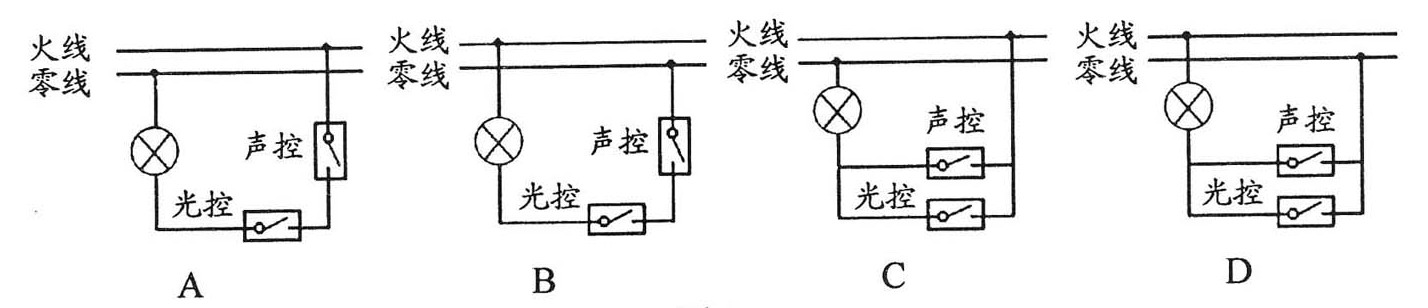 火线 火线 火线 火线
零线 零线 零线 零线
声控 声控 声控 声控
光控 光控 光控 光控
A B C D